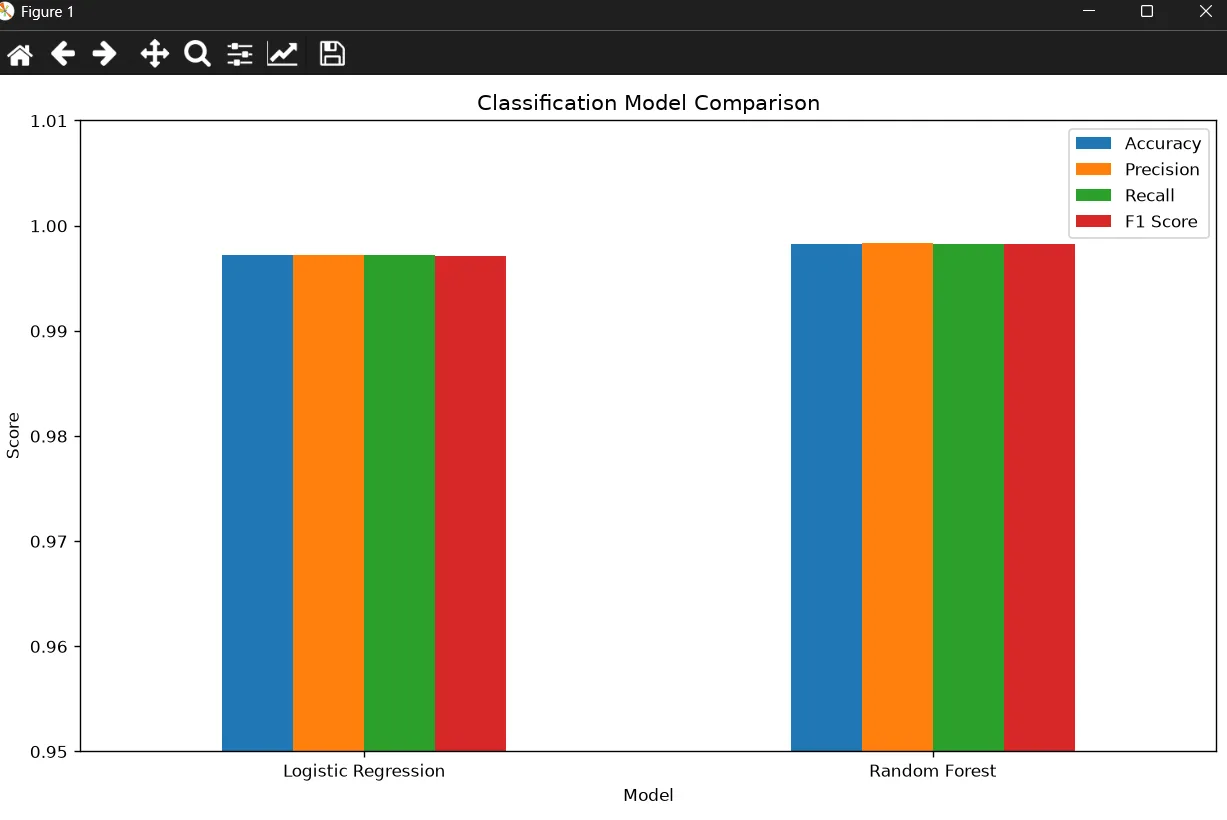 Figure 1
Classification Model Comparison
1.01
1.00
0.99
0.98
0.97
0.96
0.95
Score
Accuracy
Precision
Recall
F1 Score
Logistic Regression
Random Forest
Model